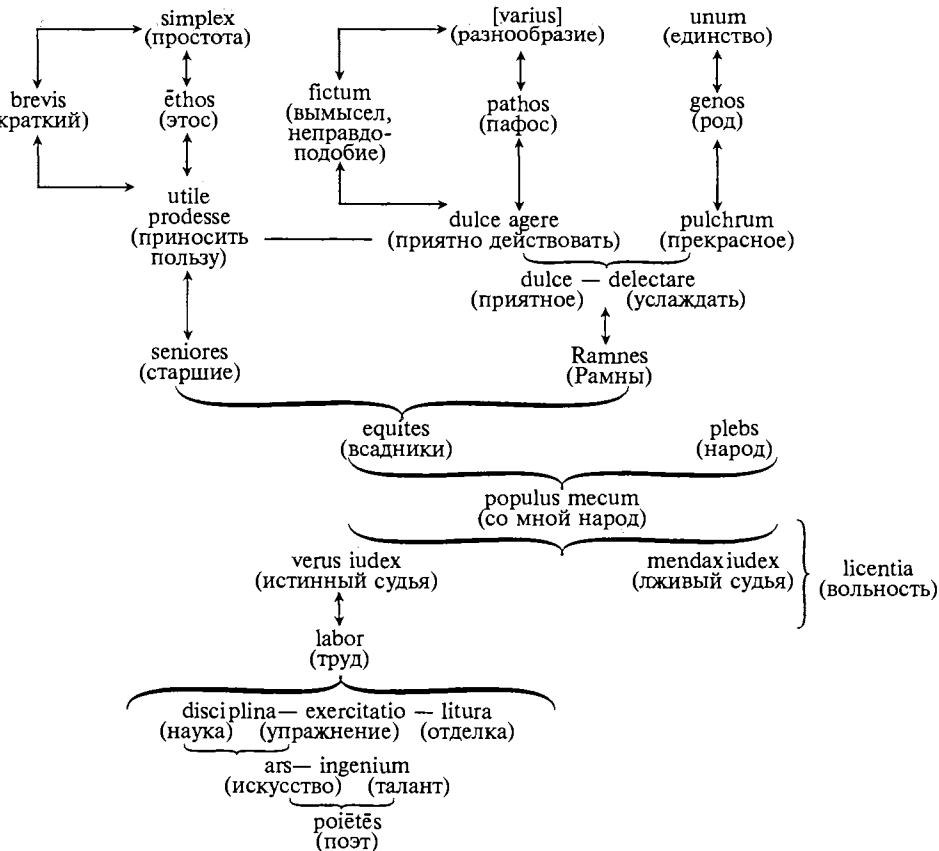 simplex
(простота)
[varius]
(разнообразие)
unum
(единство)
brevis
краткий)
ēthos
(этос)
fictum
(вымысел,
неправдо-
подобие)
pathos
(пафос)
genos
(род)
utile
prodesse
(приносить
пользу)
dulce agere
(приятно действовать)
pulchrum
(прекрасное)
dulce — delectare
(приятное) (услаждать)
seniores
(старшие)
Ramnes
(Рамны)
equites
(всадники)
plebs
(народ)
populus mecum
(со мной народ)
verus iudex
(истинный судья)
mendax iudex
(лживый судья)
licentia
(вольность)
labor
(труд)
disciplina — exercitatio — litura
(наука) (упражнение) (отделка)
ars — ingenium
(искусство) (талант)
poiētēs
(поэт)